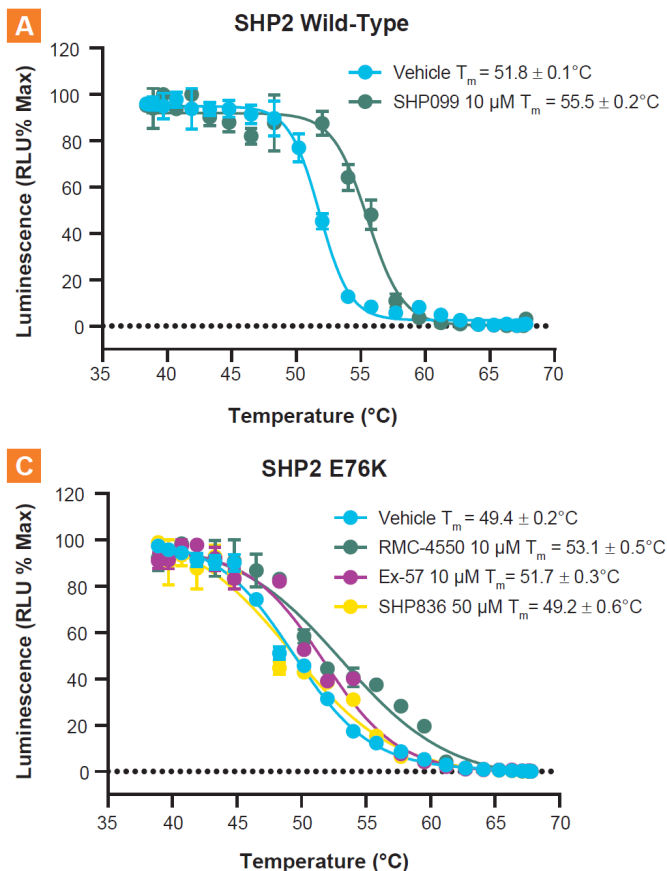 A
SHP2 Wild-Type
Vehicle Tm = 51.8 ± 0.1°C
SHP099 10 µM Tm = 55.5 ± 0.2°C
Luminescence (RLU% Max)
120
100
80
60
40
20
0
35 40 45 50 55 60 65 70
Temperature (°C)
C
SHP2 E76K
Vehicle Tm = 49.4 ± 0.2°C
RMC-4550 10 µM Tm = 53.1 ± 0.5°C
Ex-57 10 µM Tm = 51.7 ± 0.3°C
SHP836 50 µM Tm = 49.2 ± 0.6°C
Luminescence (RLU % Max)
120
100
80
60
40
20
0
35 40 45 50 55 60 65 70
Temperature (°C)